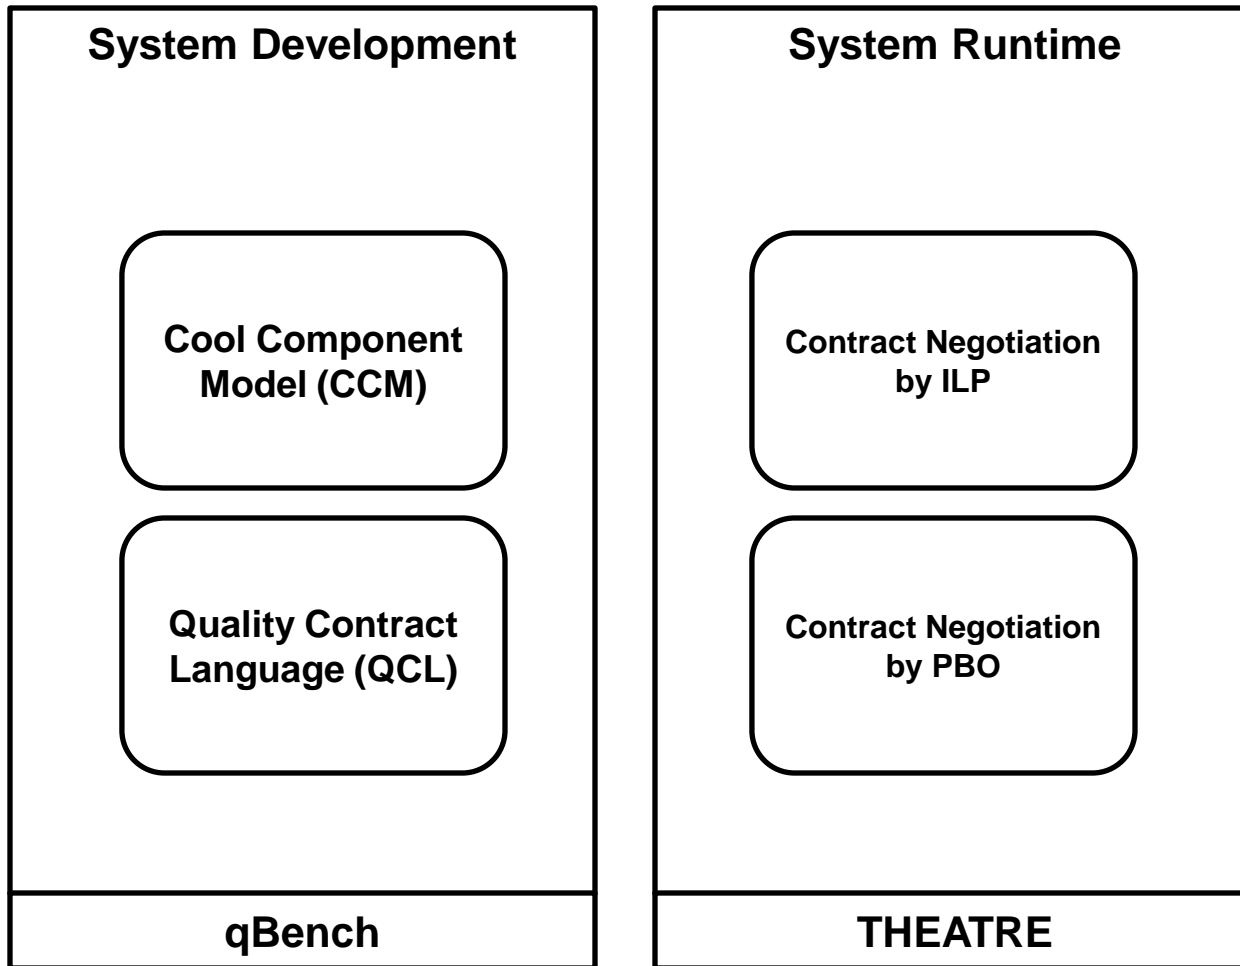 System Development
Cool Component
Model (CCM)
Quality Contract
Language (QCL)
qBench
System Runtime
Contract Negotiation
by ILP
Contract Negotiation
by PBO
THEATRE